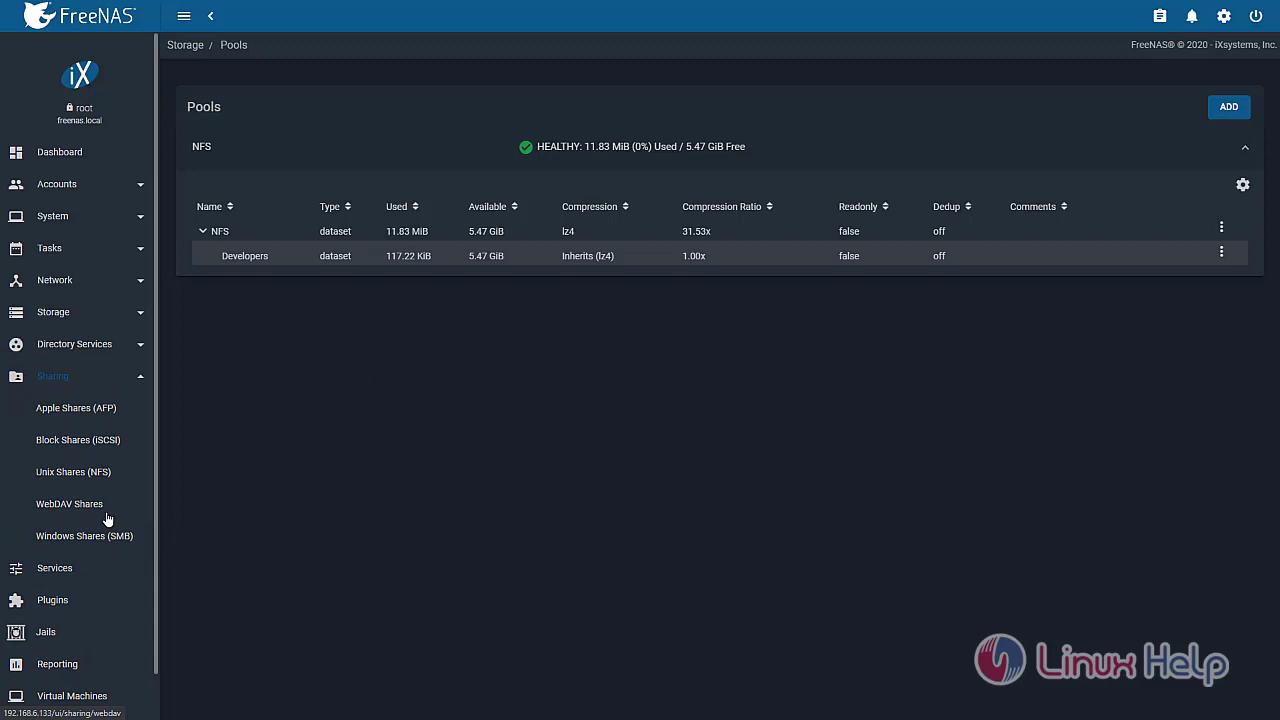 FreeNAS®
Storage / Pools
FreeNAS® © 2020 - iXsystems, Inc.
iX
root
freenas.local
Dashboard
Accounts
System
Tasks
Network
Storage
Directory Services
Sharing
Apple Shares (AFP)
Block Shares (iSCSI)
Unix Shares (NFS)
WebDAV Shares
Windows Shares (SMB)
Services
Plugins
Jails
Reporting
Virtual Machines
192.168.6.133/ui/sharing/webdav
Pools
ADD
NFS HEALTHY: 11.83 MiB (0%) Used / 5.47 GiB Free
Name Type Used Available Compression Compression Ratio Readonly Dedup Comments
NFS dataset 11.83 MiB 5.47 GiB lz4 31.53x false off
Developers dataset 117.22 KiB 5.47 GiB Inherits (lz4) 1.00x false off
Linux Help